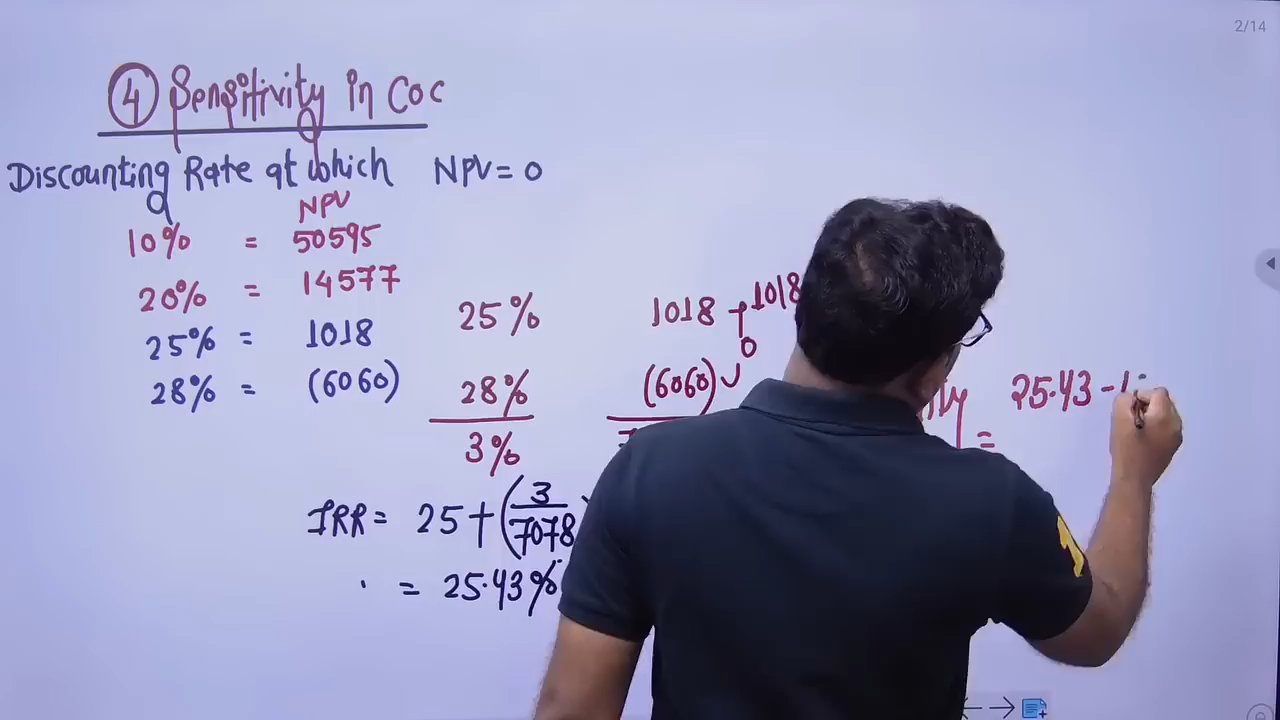 2/14
④ Sensitivity in COC
Discounting Rate at which NPV = 0
NPV
10% = 50595
20% = 14577
25% = 1018
28% = (6060)
25% 1018 1018
0
28% (6060)
3%
IRR = 25 + ( 3 / 7078
= 25.43%
= 25.43 -